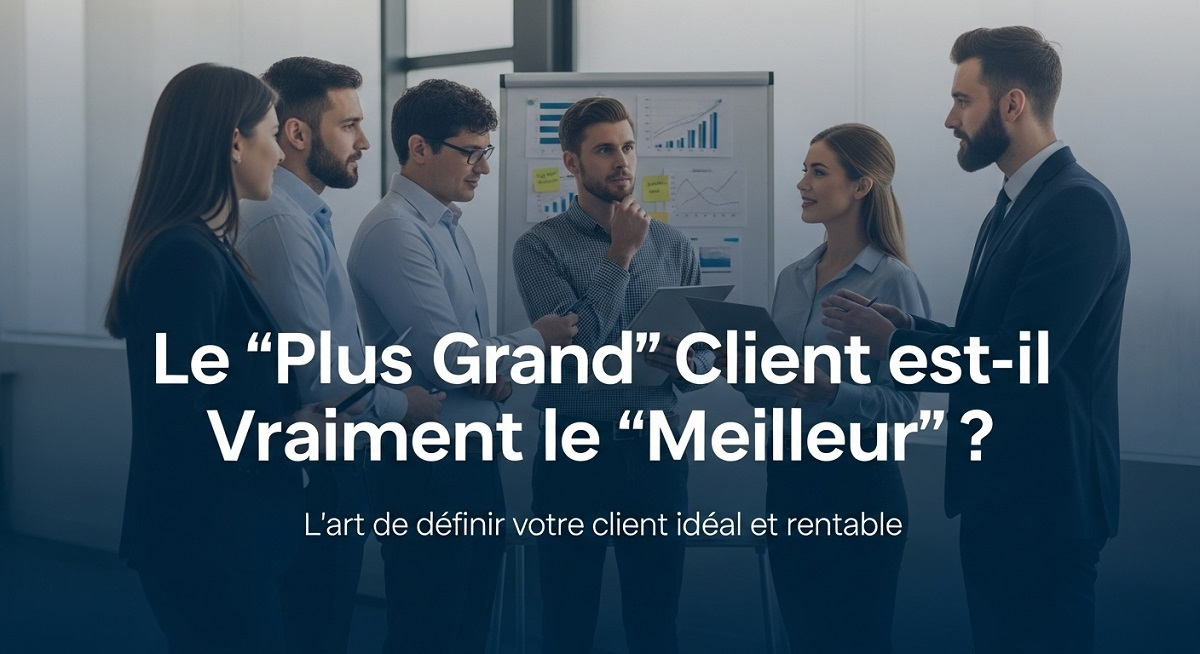 Le “Plus Grand” Client est-il
Vraiment le “Meilleur” ?
L'art de définir votre client idéal et rentable